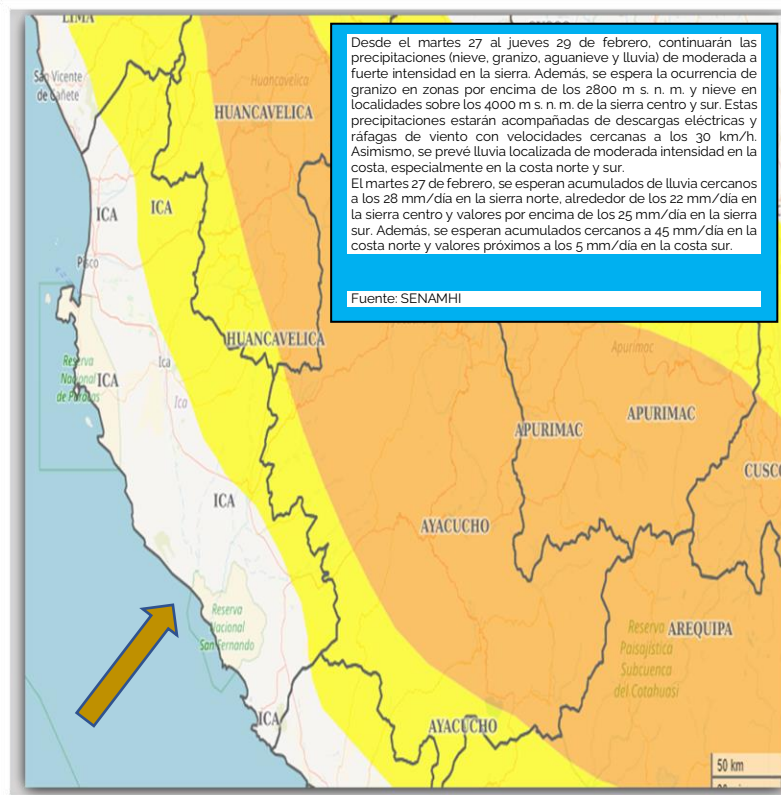 LIMA
Desde el martes 27 al jueves 29 de febrero, continuarán las
precipitaciones (nieve, granizo, aguanieve y lluvia) de moderada a
fuerte intensidad en la sierra. Además, se espera la ocurrencia de
granizo en zonas por encima de los 2800 m s. n. m. y nieve en
localidades sobre los 4000 m s. n. m. de la sierra centro y sur. Estas
precipitaciones estarán acompañadas de descargas eléctricas y
ráfagas de viento con velocidades cercanas a los 30 km/h.
Asimismo, se prevé lluvia localizada de moderada intensidad en la
costa, especialmente en la costa norte y sur.
El martes 27 de febrero, se esperan acumulados de lluvia cercanos
a los 28 mm/día en la sierra norte, alrededor de los 22 mm/día en
la sierra centro y valores por encima de los 25 mm/día en la sierra
sur. Además, se esperan acumulados cercanos a 45 mm/día en la
costa norte y valores próximos a los 5 mm/día en la costa sur.
Fuente: SENAMHI
San Vicente
de Cañete
Huancavelica
HUANCAVELICA
ICA
ICA
Pisco
HUANCAVELICA
Apurímac
Reserva
Nacional
de Paracas
ICA
Ica
Ica
APURIMAC
APURIMAC
CUSCO
ICA
AYACUCHO
Reserva
Nacional
San Fernando
Reserva
Paisajística
Subcuenca
del Cotahuasi
AREQUIPA
ICA
AYACUCHO
50 km